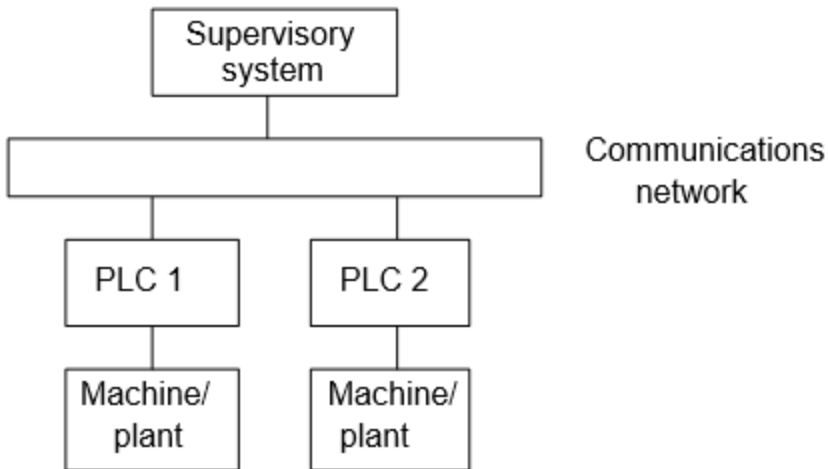 Supervisory
system
Communications
network
PLC 1
PLC 2
Machine/
plant
Machine/
plant